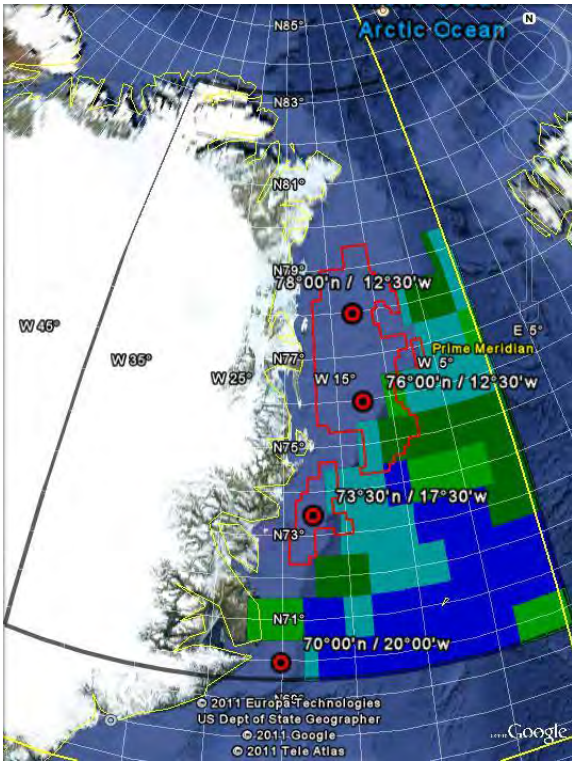 Arctic Ocean
N
N85°
N83°
N81°
N79°
78°00'n / 12°30'w
E 5°
W 45°
W 35°
Prime Meridian
N77°
W 5°
W 25°
W 15°
76°00'n / 12°30'w
N75°
73°30'n / 17°30'w
N73°
N71°
70°00'n / 20°00'w
© 2011 Europa Technologies
US Dept of State Geographer
© 2011 Google
© 2011 Tele Atlas
Google